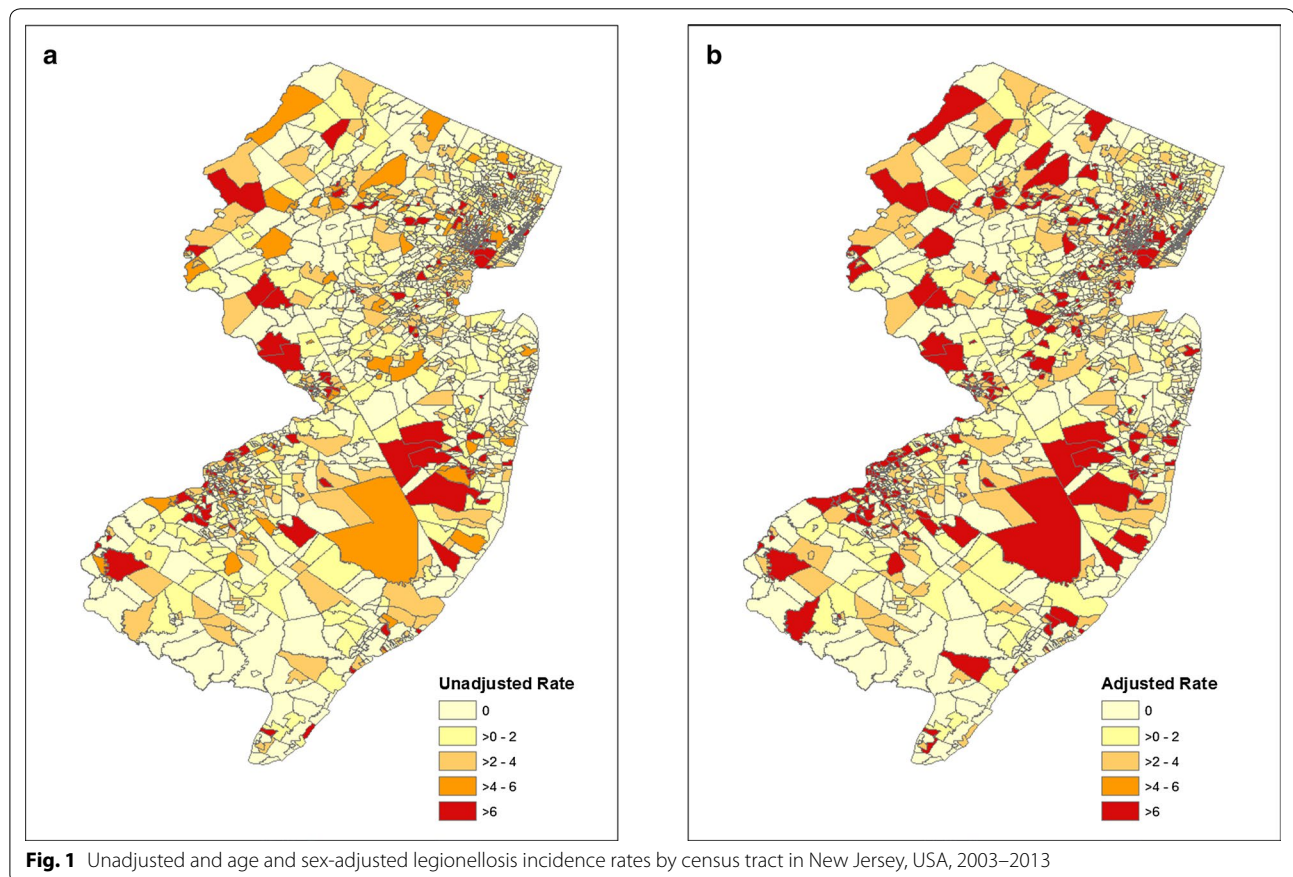 a
Unadjusted Rate
0
>0 - 2
>2 - 4
>4 - 6
>6
b
Adjusted Rate
0
>0 - 2
>2 - 4
>4 - 6
>6
Fig. 1 Unadjusted and age and sex-adjusted legionellosis incidence rates by census tract in New Jersey, USA, 2003–2013